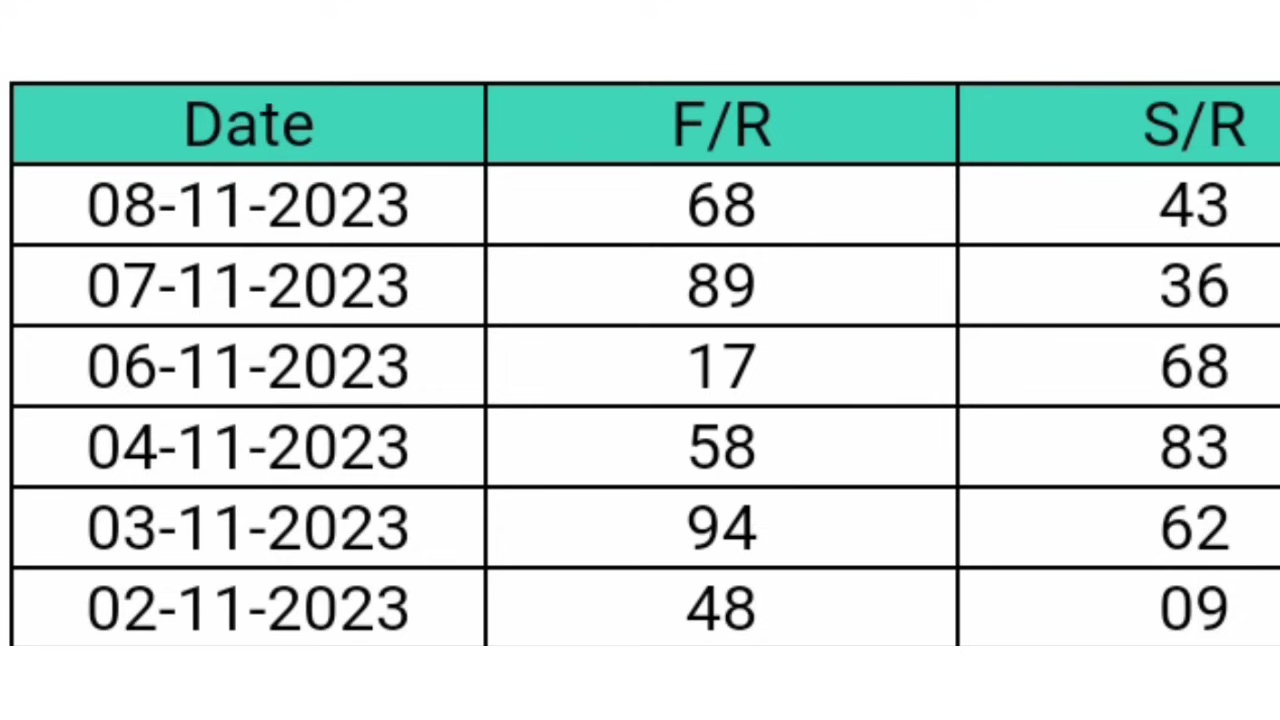 Date F/R S/R
08-11-2023 68 43
07-11-2023 89 36
06-11-2023 17 68
04-11-2023 58 83
03-11-2023 94 62
02-11-2023 48 09